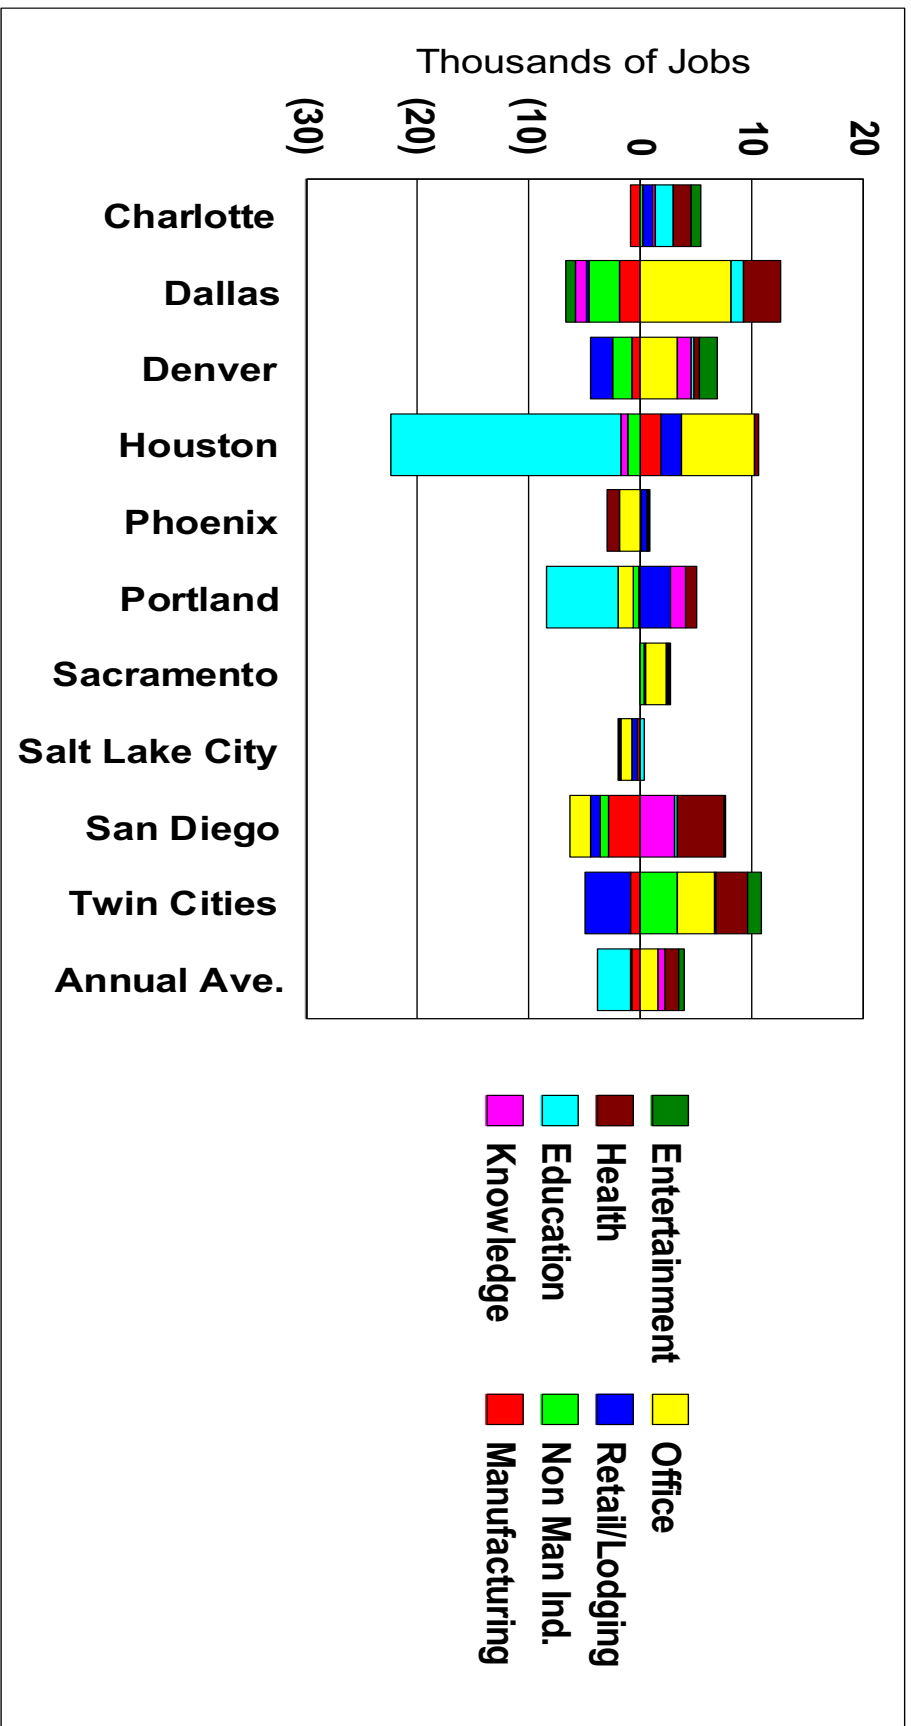 Thousands of Jobs
(30)
(20)
(10)
0
10
20
Charlotte
Dallas
Denver
Houston
Phoenix
Portland
Sacramento
Salt Lake City
San Diego
Twin Cities
Annual Ave.
Entertainment
Health
Education
Knowledge
Office
Retail/Lodging
Non Man Ind.
Manufacturing